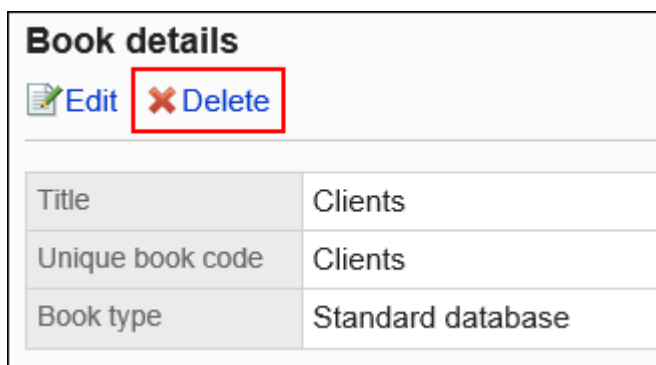 Book details
Edit Delete
Title Clients
Unique book code Clients
Book type Standard database